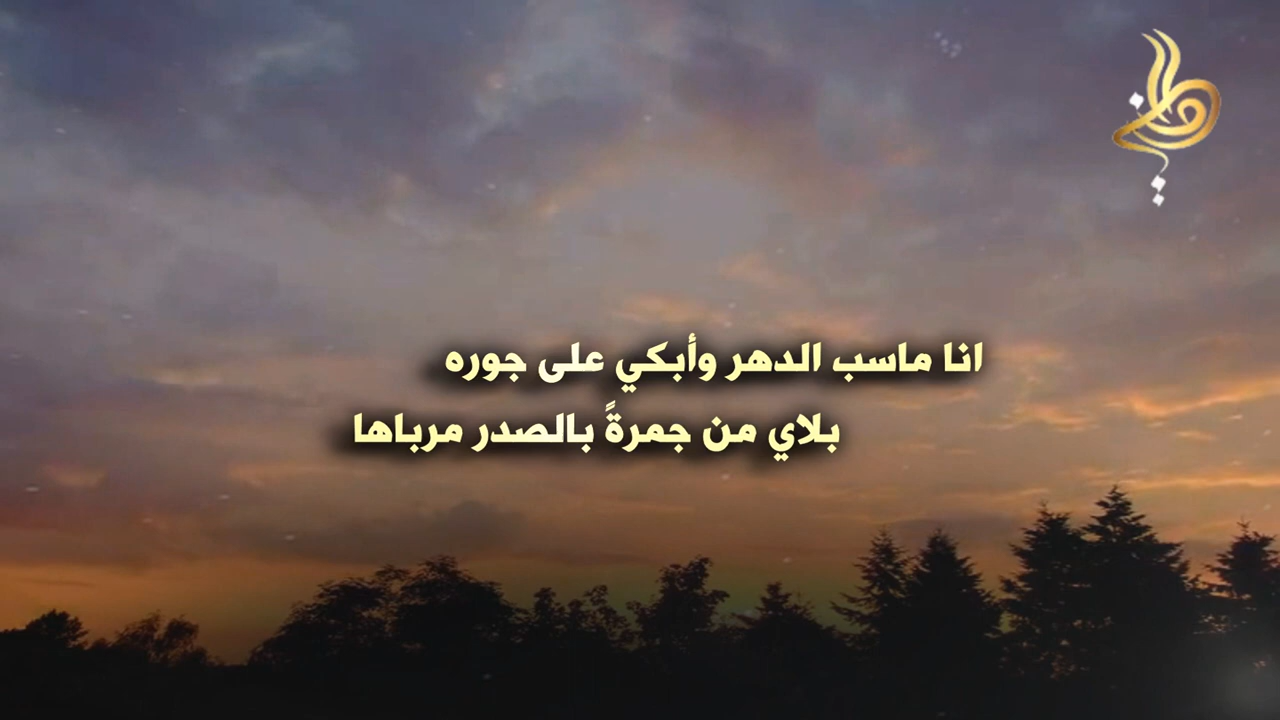 انا ماسب الدهر وأبكي على جوره
بلاي من جمرةً بالصدر مرباها